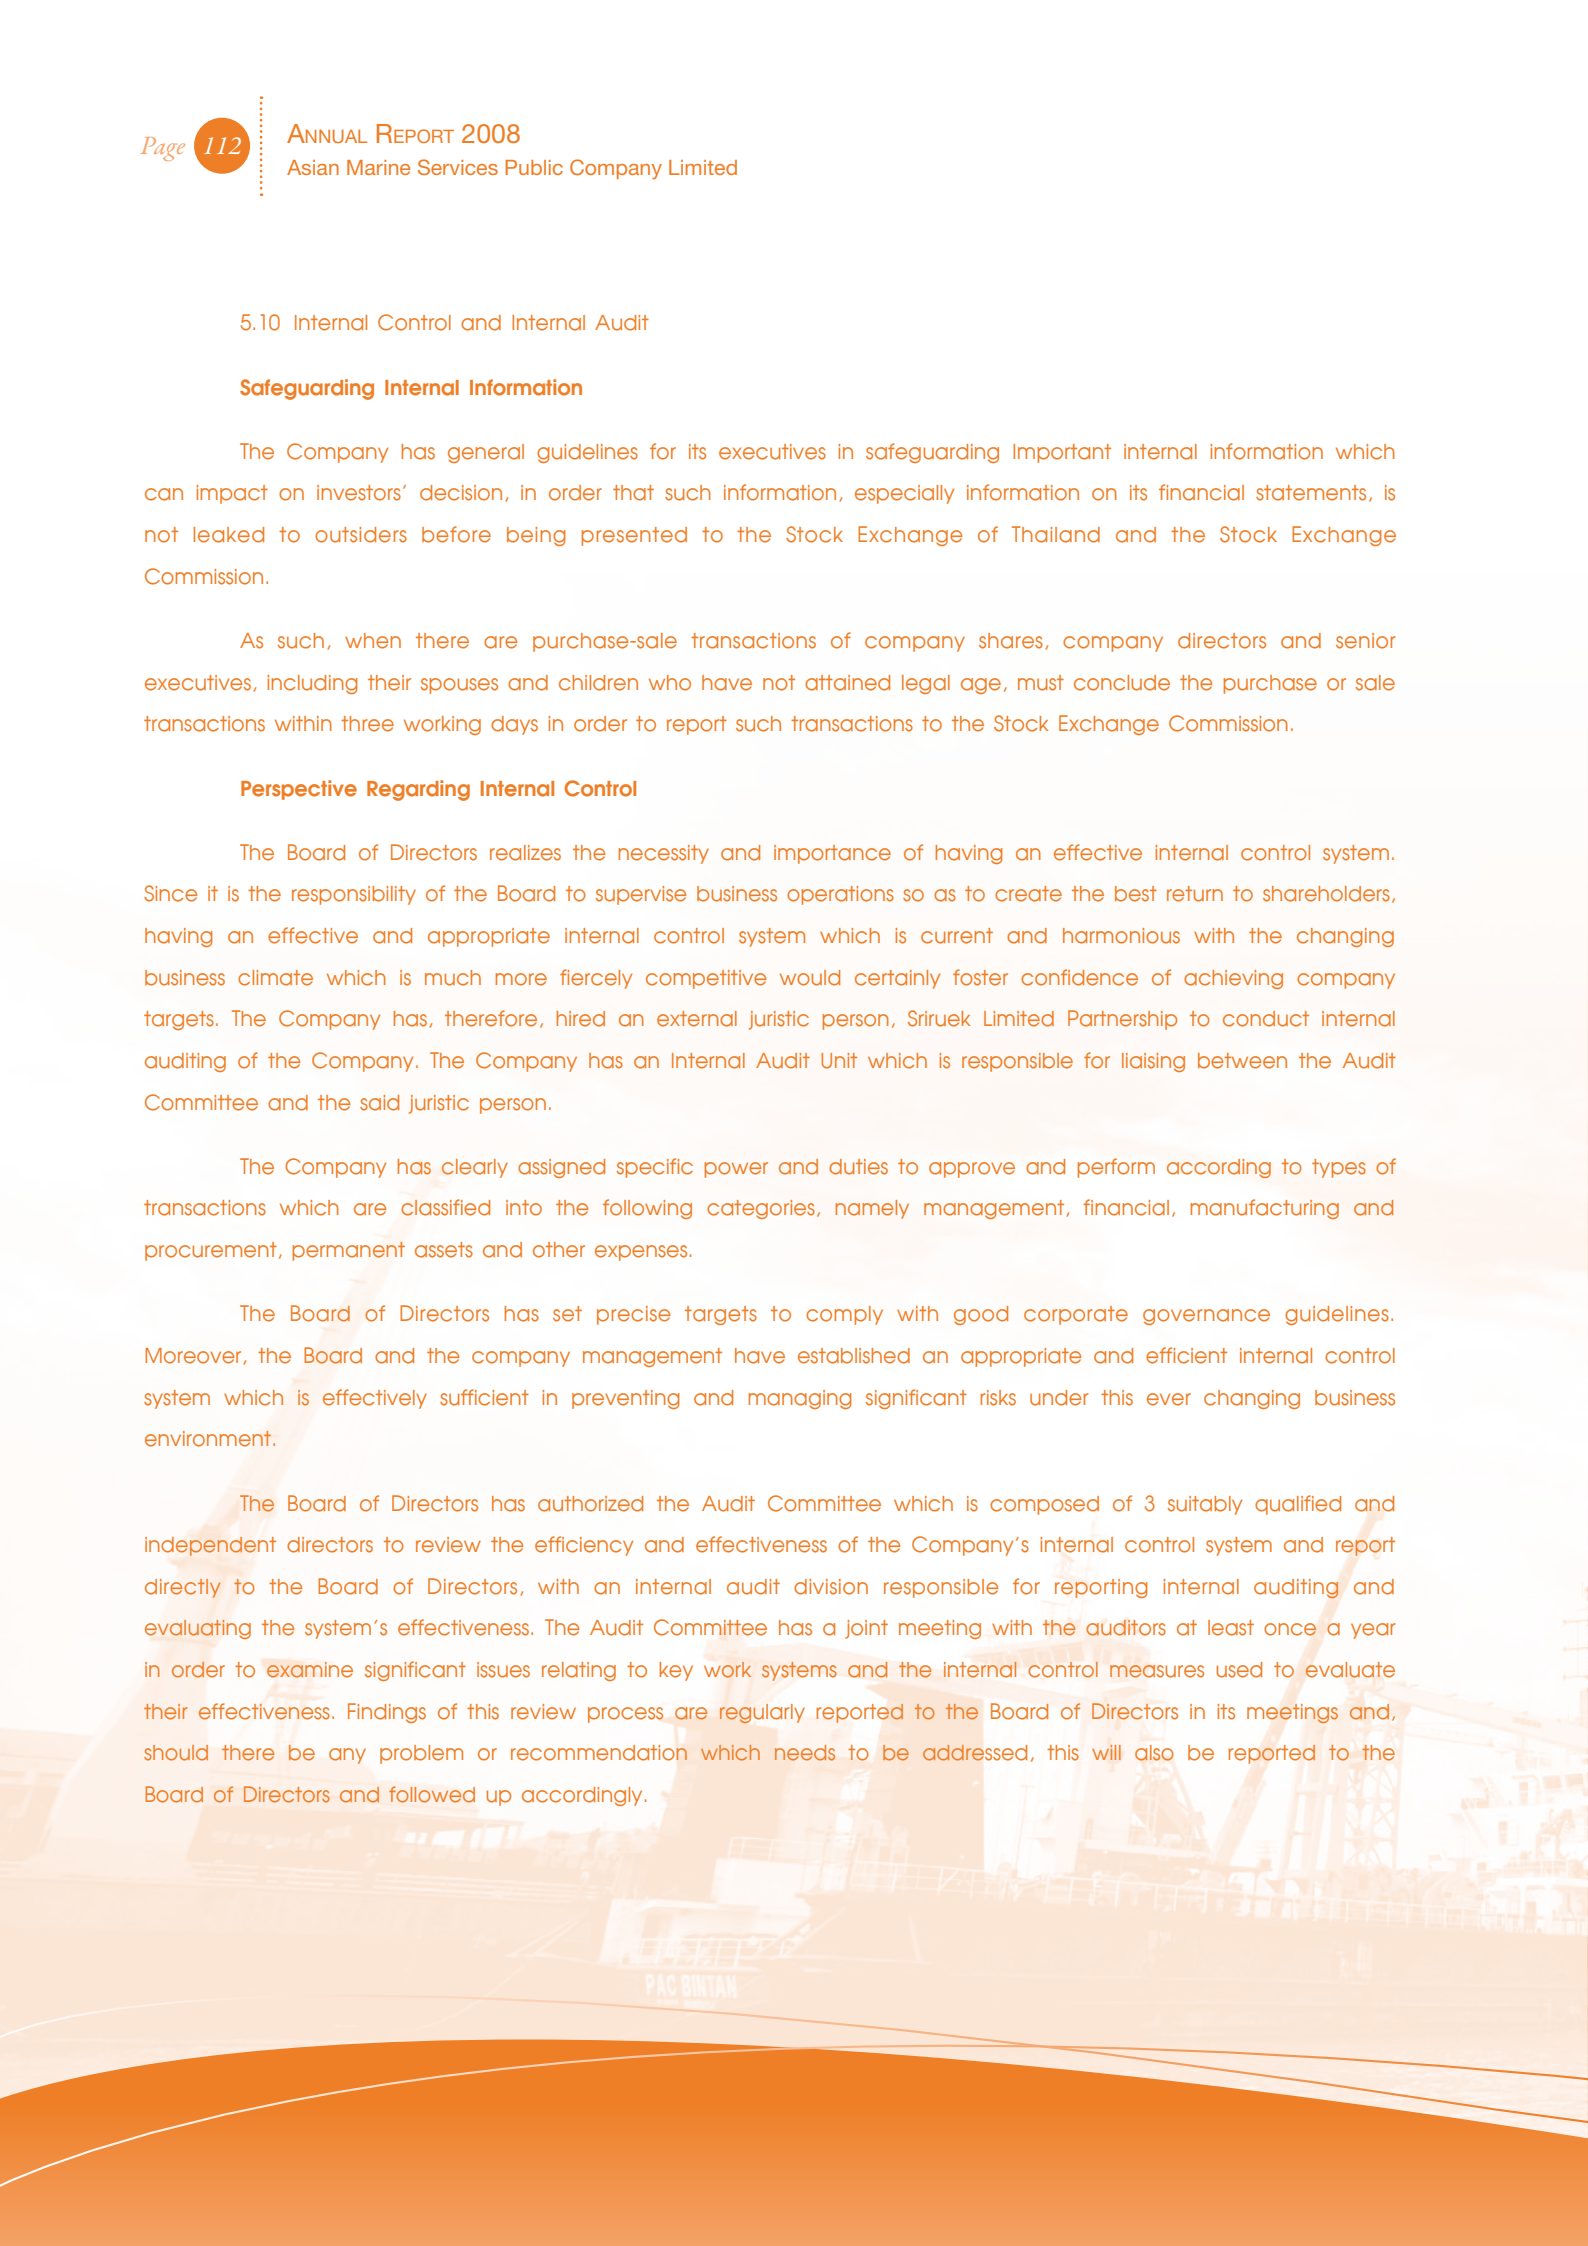 Page 112
ANNUAL REPORT 2008
Asian Marine Services Public Company Limited
5.10 Internal Control and Internal Audit
Safeguarding Internal Information
The Company has general guidelines for its executives in safeguarding Important internal information which
can impact on investors’ decision, in order that such information, especially information on its financial statements, is
not leaked to outsiders before being presented to the Stock Exchange of Thailand and the Stock Exchange
Commission.
As such, when there are purchase-sale transactions of company shares, company directors and senior
executives, including their spouses and children who have not attained legal age, must conclude the purchase or sale
transactions within three working days in order to report such transactions to the Stock Exchange Commission.
Perspective Regarding Internal Control
The Board of Directors realizes the necessity and importance of having an effective internal control system.
Since it is the responsibility of the Board to supervise business operations so as to create the best return to shareholders,
having an effective and appropriate internal control system which is current and harmonious with the changing
business climate which is much more fiercely competitive would certainly foster confidence of achieving company
targets. The Company has, therefore, hired an external juristic person, Sriruek Limited Partnership to conduct internal
auditing of the Company. The Company has an Internal Audit Unit which is responsible for liaising between the Audit
Committee and the said juristic person.
The Company has clearly assigned specific power and duties to approve and perform according to types of
transactions which are classified into the following categories, namely management, financial, manufacturing and
procurement, permanent assets and other expenses.
The Board of Directors has set precise targets to comply with good corporate governance guidelines.
Moreover, the Board and the company management have established an appropriate and efficient internal control
system which is effectively sufficient in preventing and managing significant risks under this ever changing business
environment.
The Board of Directors has authorized the Audit Committee which is composed of 3 suitably qualified and
independent directors to review the efficiency and effectiveness of the Company’s internal control system and report
directly to the Board of Directors, with an internal audit division responsible for reporting internal auditing and
evaluating the system’s effectiveness. The Audit Committee has a joint meeting with the auditors at least once a year
in order to examine significant issues relating to key work systems and the internal control measures used to evaluate
their effectiveness. Findings of this review process are regularly reported to the Board of Directors in its meetings and,
should there be any problem or recommendation which needs to be addressed, this will also be reported to the
Board of Directors and followed up accordingly.
PAC BINTAN